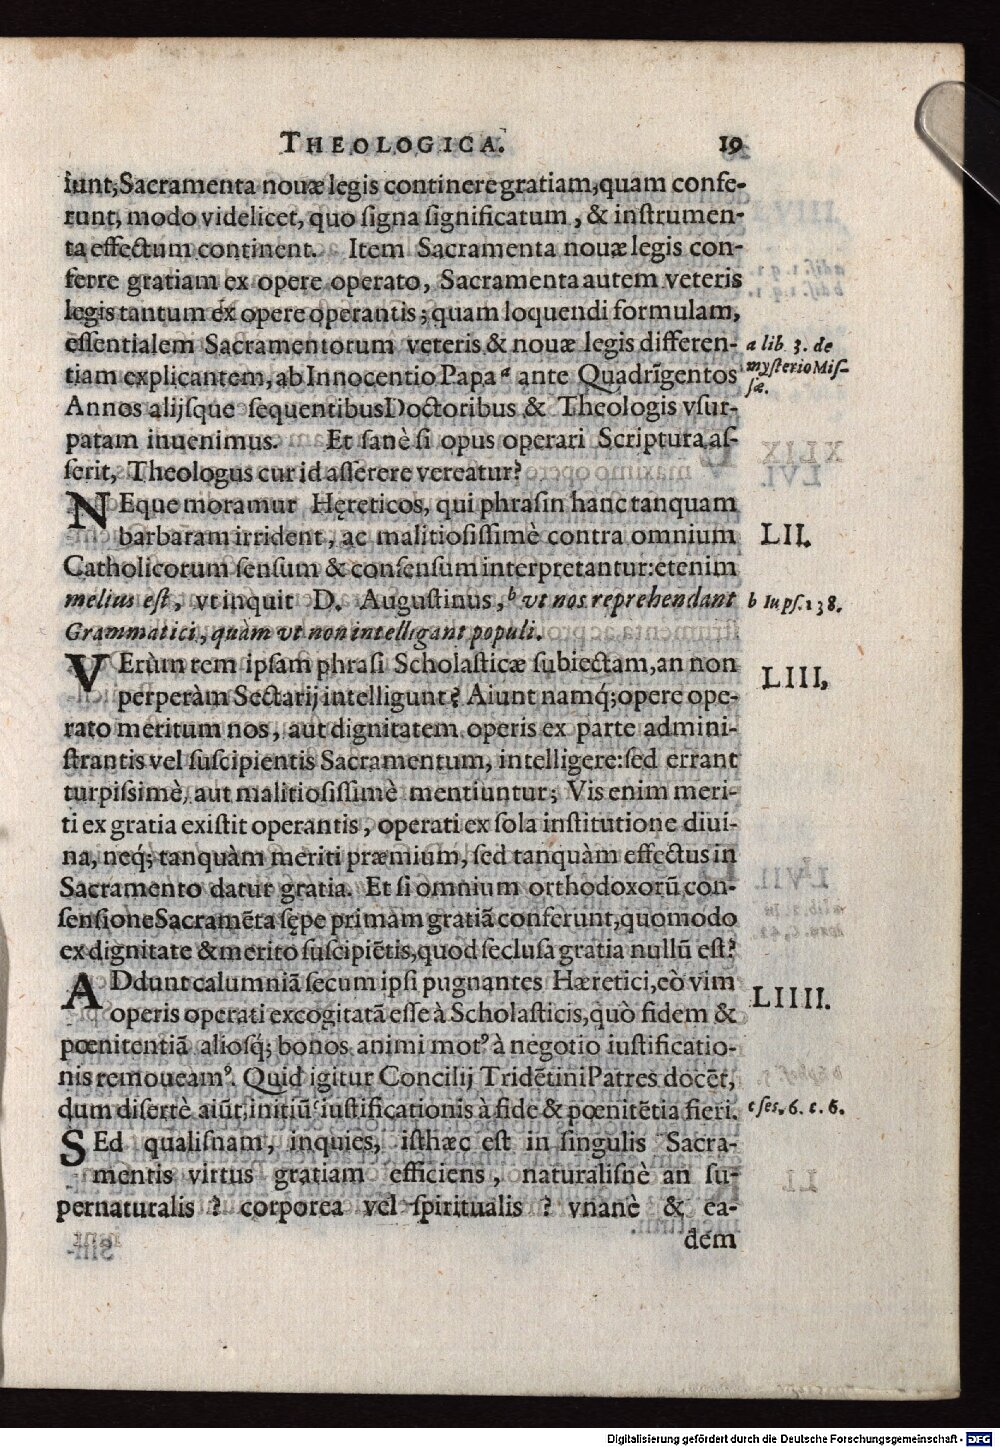 THEOLOGICA. 19
iunt, Sacramenta nouæ legis continere gratiam, quam confe-
runt, modo videlicet, quo ſigna ſignificatum, & inſtrumen-
ta effectum continent. Item Sacramenta nouæ legis con-
ferre gratiam ex opere operato, Sacramenta autem veteris
legis tantum ex opere operantis; quam loquendi formulam,
eſſentialem Sacramentorum veteris & nouæ legis differen-
tiam explicantem, ab Innocentio Papa a ante Quadrīgentos
Annos alijſque ſequentibus Doctoribus & Theologis vſur-
patam inuenimus. Et ſanè ſi opus operari Scriptura aſ-
ſerit, Theologus cur id aſſerere vereatur?
a lib. 3. de
myſterio Miſ-
ſæ.
NEque moramur Hęreticos, qui phraſin hanc tanquam
barbaram irrident, ac malitioſiſſimè contra omnium
Catholicorum ſenſum & conſenſum interpretantur: etenim
melius eſt, vt inquit D. Auguſtinus, b vt nos reprehendant
Grammatici, quàm vt non intelligant populi.
LII.
b In pſ. 138.
VErùm rem ipſam phraſi Scholaſticæ ſubiectam, an non
perperàm Sectarij intelligunt? Aiunt namq́; opere ope-
rato meritum nos, aut dignitatem operis ex parte admini-
ſtrantis vel ſuſcipientis Sacramentum, intelligere: ſed errant
turpiſsimè, aut malitioſiſſimè mentiuntur; Vis enim meri-
ti ex gratia exiſtit operantis, operati ex ſola inſtitutione diui-
na, neq́; tanquàm meriti præmium, ſed tanquàm effectus in
Sacramento datur gratia. Et ſi omnium orthodoxorū con-
ſenſione Sacramēta ſępe primam gratiā conferunt, quomodo
ex dignitate & merito ſuſcipiētis, quod ſecluſa gratia nullū eſt?
LIII,
ADdunt calumniā ſecum ipſi pugnantes Hæretici, eò vim
operis operati excogitatā eſſe à Scholaſticis, quò fidem &
pœnitentiā alioſq́; bonos animi motꝰ à negotio iuſtificatio-
nis remoueamꝰ. Quid igitur Concilij Tridētini Patres docēt,
dum diſertè aiūt, initiū c iuſtificationis à fide & pœnitētia fieri.
LIIII.
c ſeſ. 6. c. 6.
SEd qualiſnam, inquies, iſthæc eſt in ſingulis Sacra-
mentis virtus gratiam efficiens, naturaliſnè an ſu-
pernaturalis? corporea vel ſpiritualis? vnanè & ea-
dem
Digitalisierung gefördert durch die Deutsche Forschungsgemeinschaft - DFG